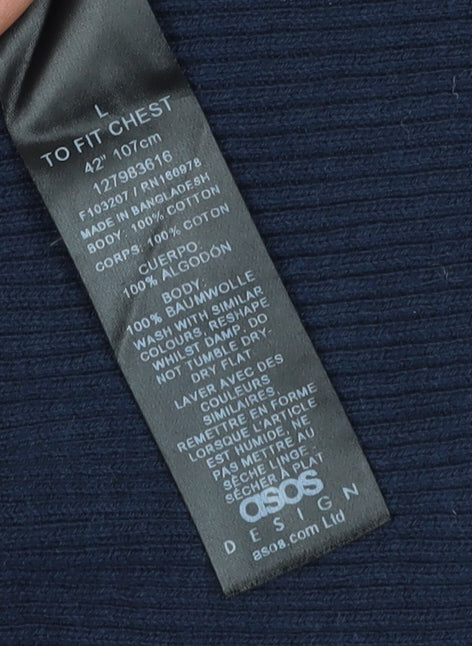 L
TO FIT CHEST
42" 107cm
127983616
F103207 / RN160978
MADE IN BANGLADESH
BODY: 100% COTTON
CORPS: 100% COTON
CUERPO:
100% ALGODÓN
BODY:
100% BAUMWOLLE
WASH WITH SIMILAR
COLOURS, RESHAPE
WHILST DAMP, DO
NOT TUMBLE DRY-
DRY FLAT
LAVER AVEC DES
COULEURS
SIMILAIRES,
REMETTRE EN FORME
LORSQUE L'ARTICLE
EST HUMIDE, NE
PAS METTRE AU
SÈCHE LINGE,
SÉCHER À PLAT
asos
DESIGN
asos.com Ltd